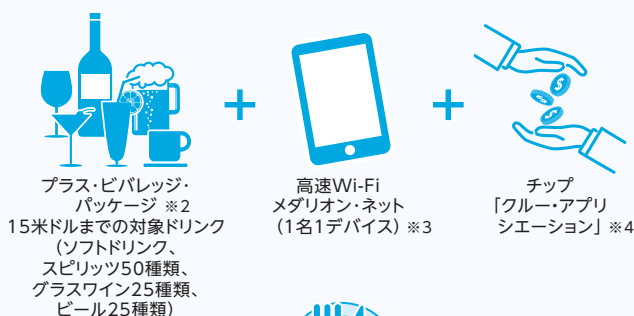 プラス・ビバレッジ・
パッケージ ※2
15米ドルまでの対象ドリンク
(ソフトドリンク、
スピリッツ50種類、
グラスワイン25種類、
ビール25種類)
+
高速Wi-Fi
メダリオン・ネット
(1名1デバイス) ※3
+
チップ
「クルー・アプリ
シエーション」 ※4